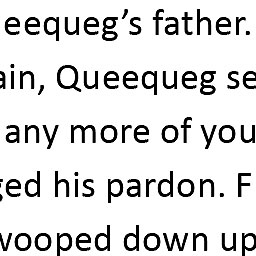 eequeg’s father.
ain, Queequeg se
any more of you
ged his pardon. F
wooped down up